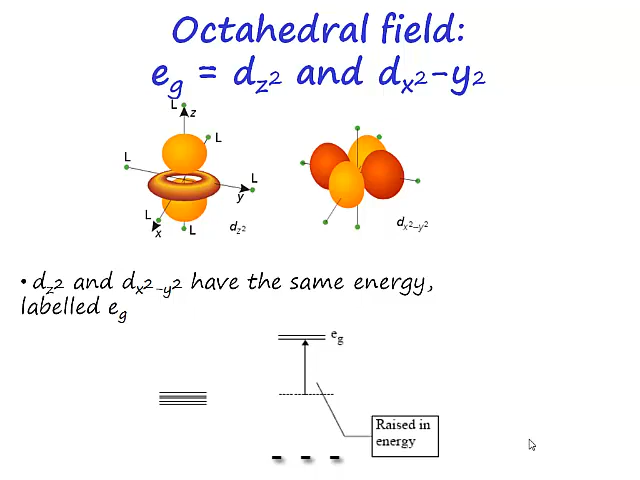 Octahedral field:
eg = dz2 and dx2-y2
L
z
L
L
L
y
L
x
L
dz2
dx2-y2
• dz2 and dx2-y2 have the same energy,
labelled eg
eg
Raised in
energy